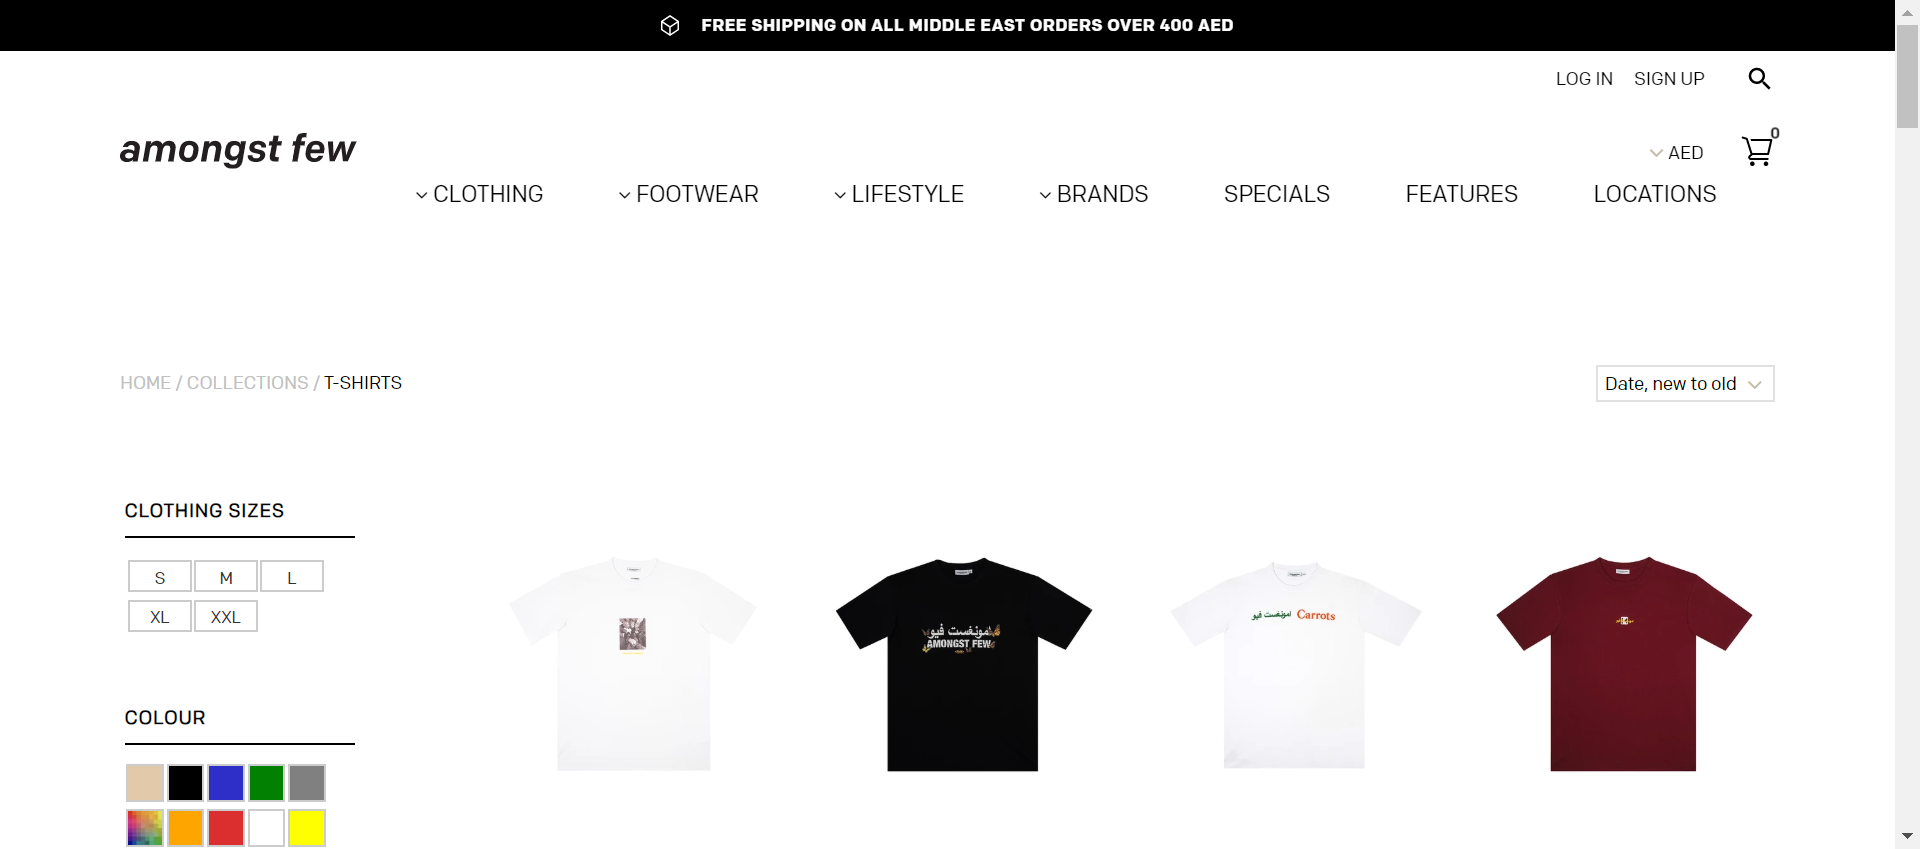 FREE SHIPPING ON ALL MIDDLE EAST ORDERS OVER 400 AED
LOG IN SIGN UP
amongst few
AED 0
CLOTHING FOOTWEAR LIFESTYLE BRANDS SPECIALS FEATURES LOCATIONS
HOME / COLLECTIONS / T-SHIRTS
Date, new to old
CLOTHING SIZES
S M L
XL XXL
COLOUR
امونغست فيو
AMONGST FEW
امونغست فيو Carrots